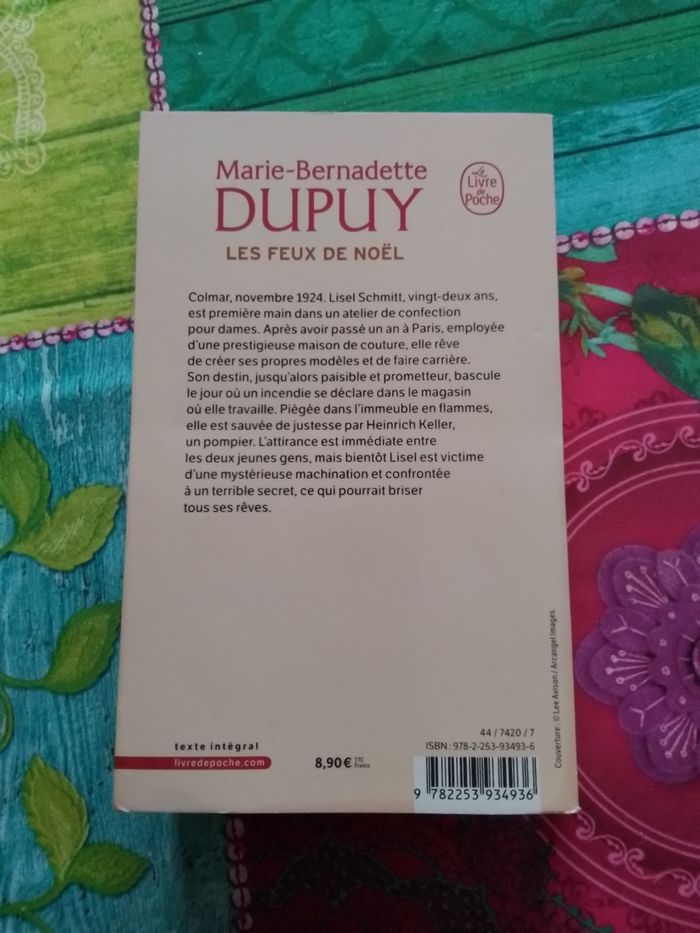 Marie-Bernadette
DUPUY
Le
Livre
de
Poche
LES FEUX DE NOËL
Colmar, novembre 1924. Lisel Schmitt, vingt-deux ans,
est première main dans un atelier de confection
pour dames. Après avoir passé un an à Paris, employée
d'une prestigieuse maison de couture, elle rêve
de créer ses propres modèles et de faire carrière.
Son destin, jusqu'alors paisible et prometteur, bascule
le jour où un incendie se déclare dans le magasin
où elle travaille. Piégée dans l'immeuble en flammes,
elle est sauvée de justesse par Heinrich Keller,
un pompier. L'attirance est immédiate entre
les deux jeunes gens, mais bientôt Lisel est victime
d'une mystérieuse machination et confrontée
à un terrible secret, ce qui pourrait briser
tous ses rêves.
Couverture : © Lee Avison / Arcangel Images.
texte intégral
livredepoche.com
8,90 € TTC
France
44 / 7420 / 7
ISBN : 978-2-253-93493-6
9 782253 934936